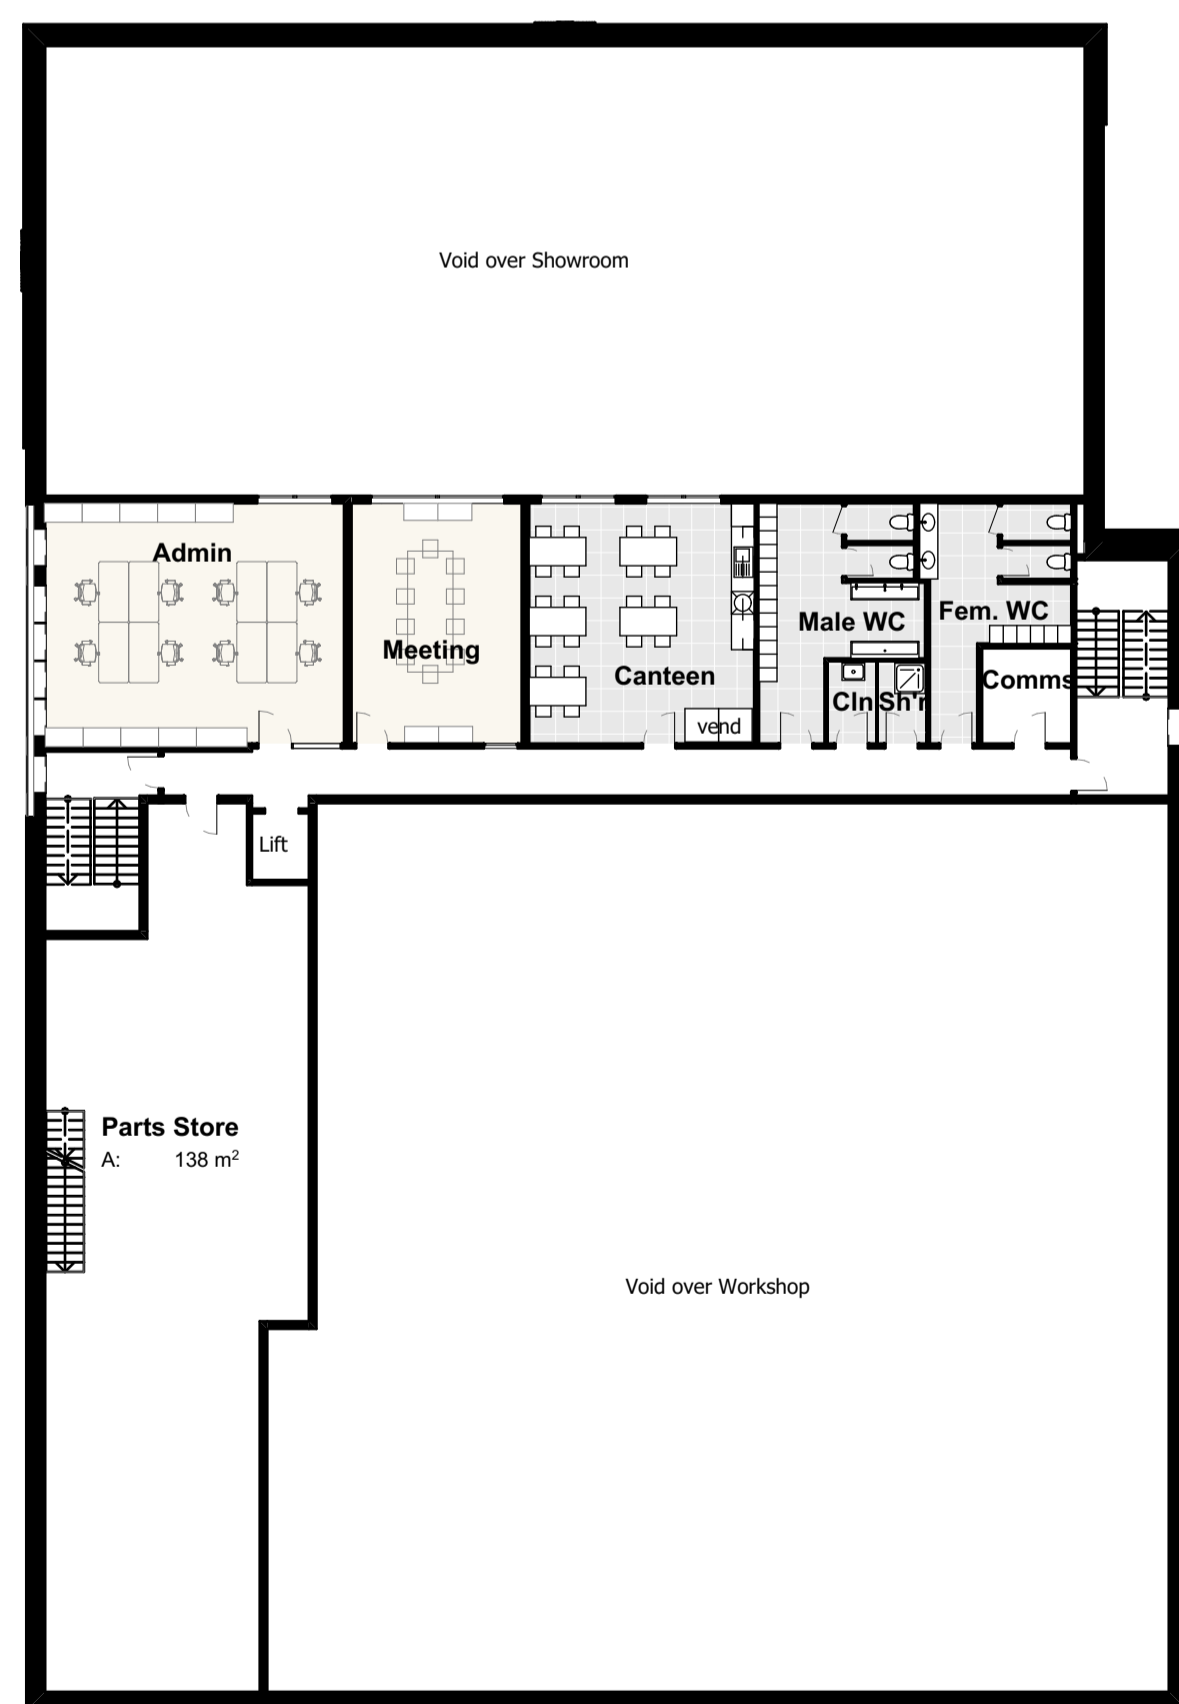 Void over Showroom
Admin
Meeting
Canteen
vend
Male WC
Fem. WC
Cln
Sh'r
Comms
Lift
Parts Store
A: 138 m²
Void over Workshop